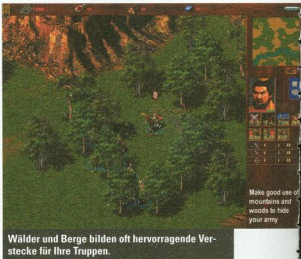 Make good use of
mountains and
woods to hide
your army
Wälder und Berge bilden oft hervorragende Ver-
stecke für Ihre Truppen.